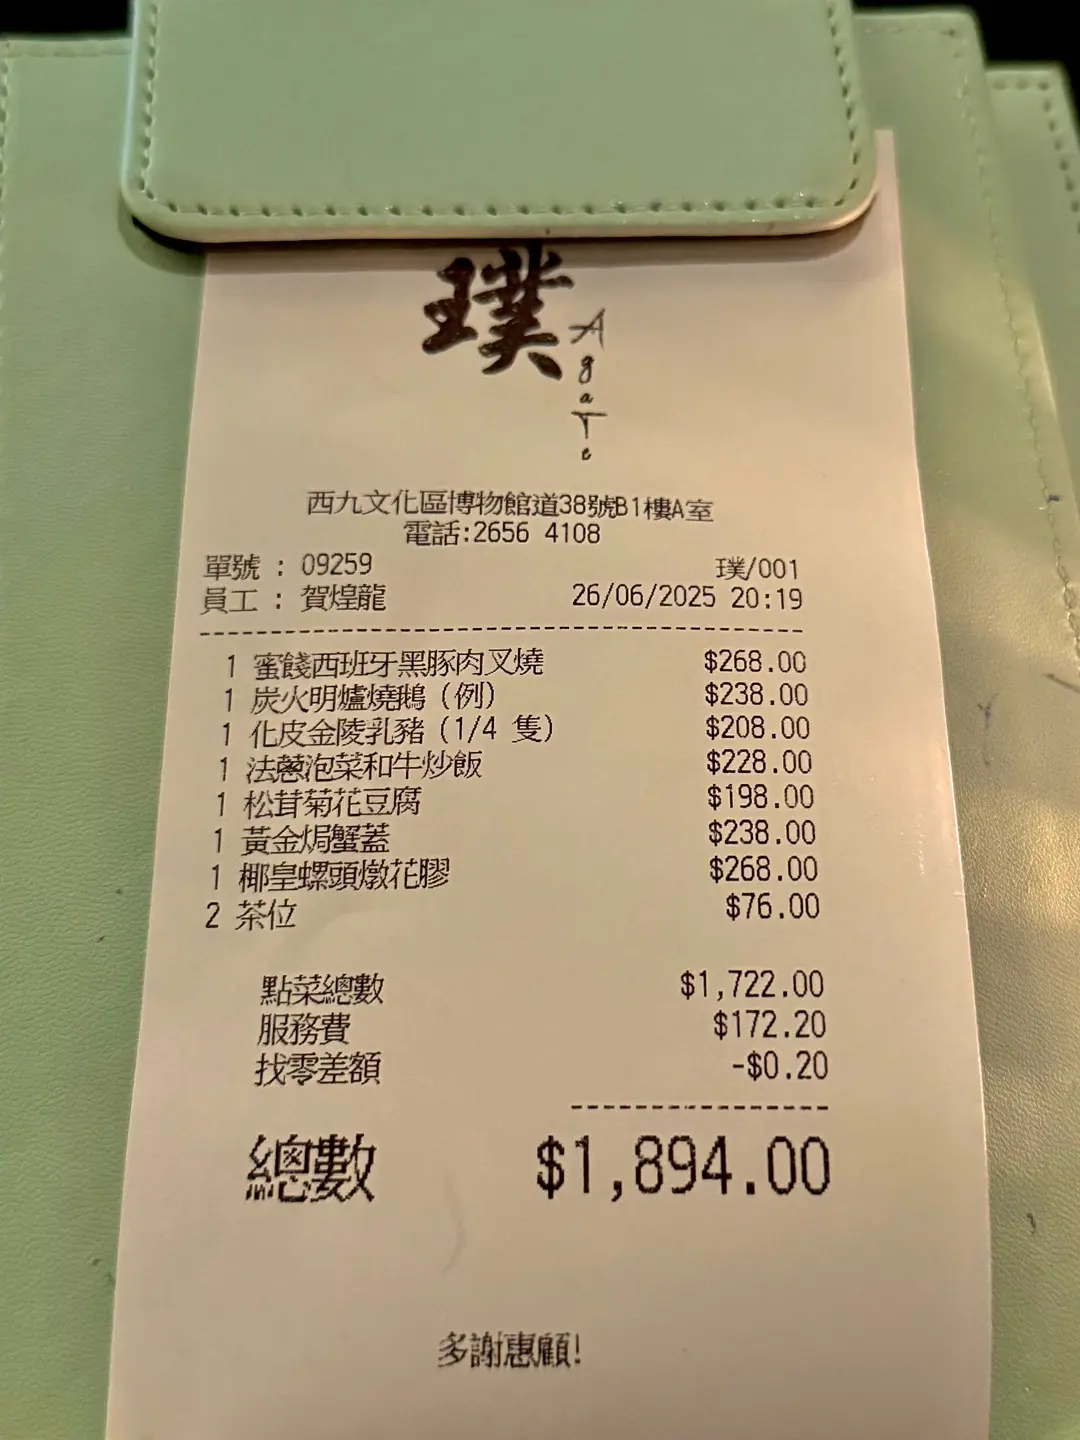 璞
Agate
西九文化區博物館道38號B1樓A室
電話:2656 4108
單號 : 09259 璞/001
員工 : 賀煌龍 26/06/2025 20:19
1 蜜餞西班牙黑豚肉叉燒 $268.00
1 炭火明爐燒鵝 (例) $238.00
1 化皮金陵乳豬 (1/4 隻) $208.00
1 法蔥泡菜和牛炒飯 $228.00
1 松茸菊花豆腐 $198.00
1 黃金焗蟹蓋 $238.00
1 椰皇螺頭燉花膠 $268.00
2 茶位 $76.00
點菜總數 $1,722.00
服務費 $172.20
找零差額 -$0.20
總數 $1,894.00
多謝惠顧!